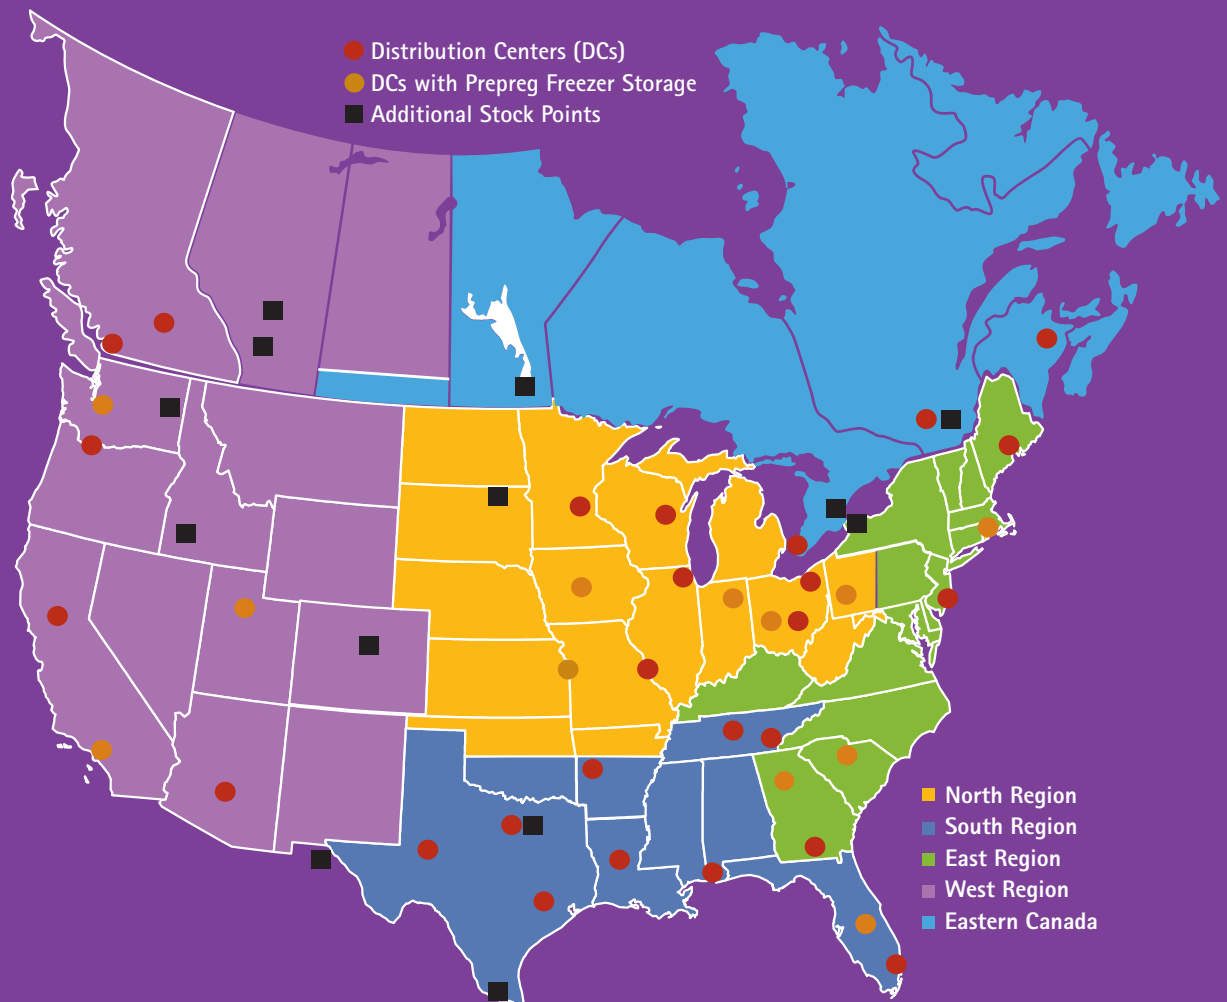 Distribution Centers (DCs)
DCs with Prepreg Freezer Storage
Additional Stock Points
North Region
South Region
East Region
West Region
Eastern Canada